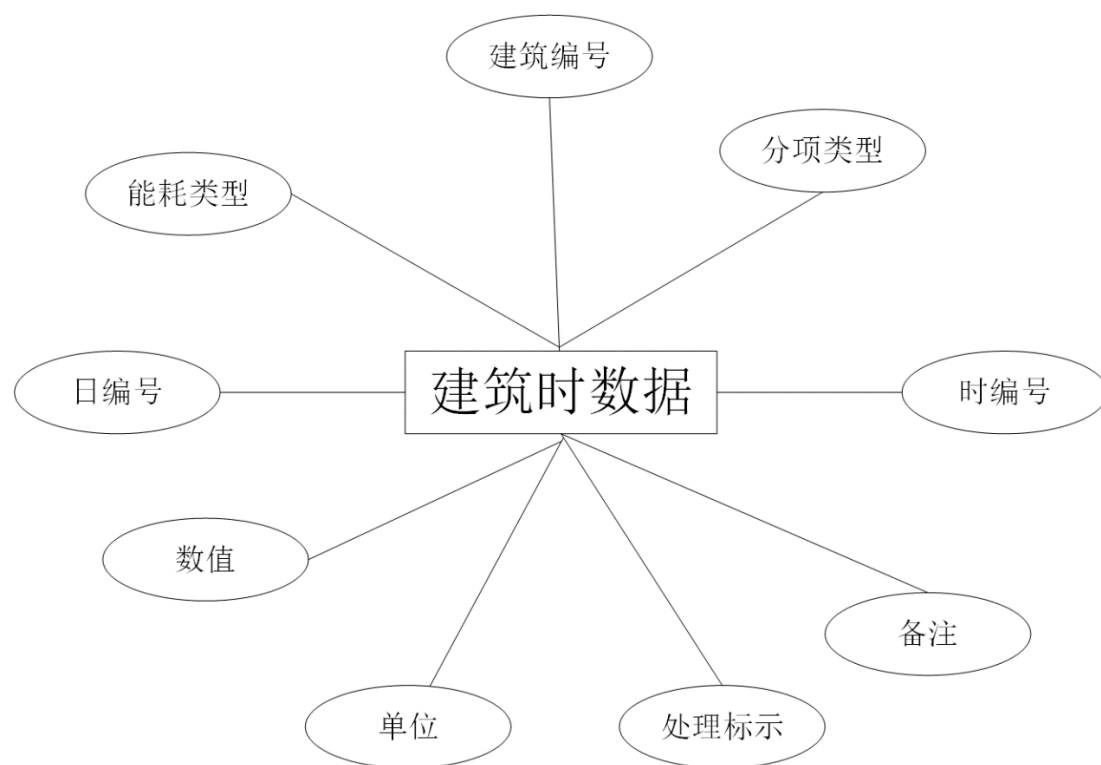 建筑编号
分项类型
能耗类型
日编号
建筑时数据
时编号
数值
备注
单位
处理标示